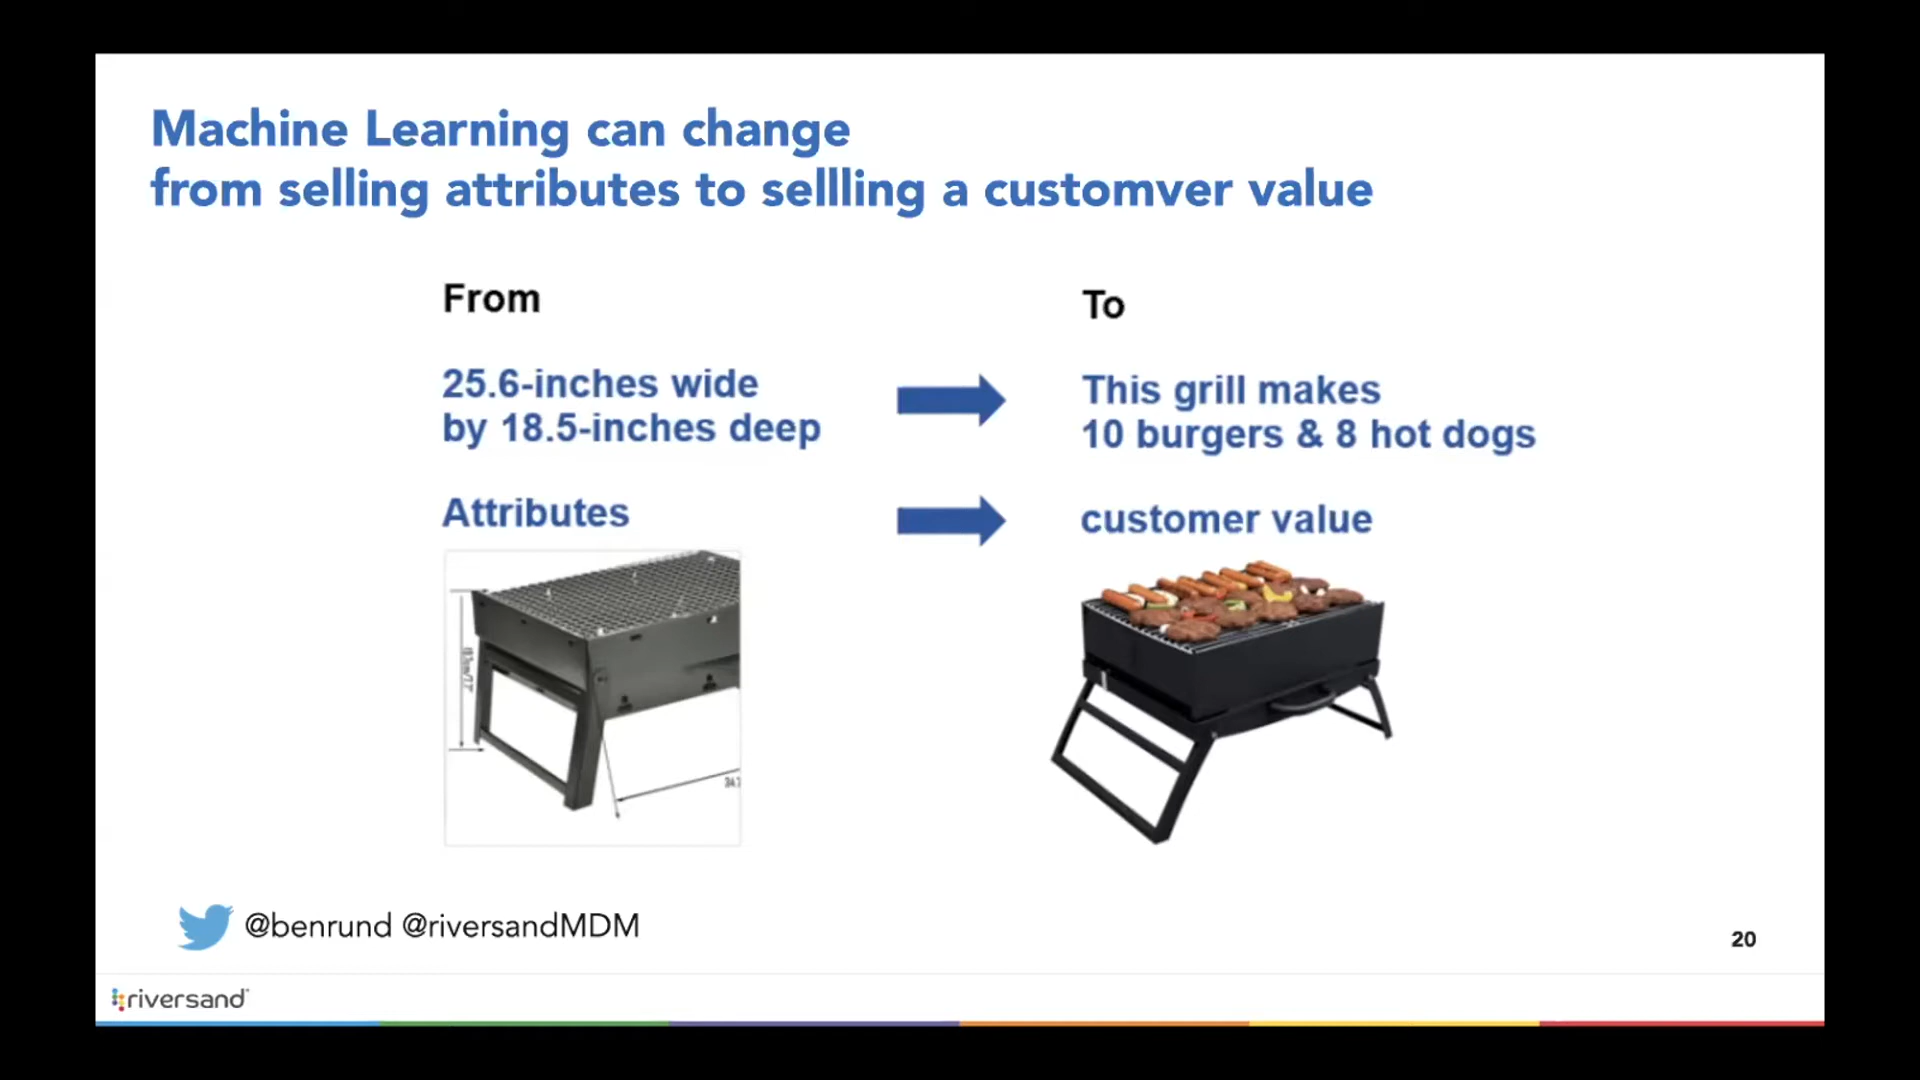 Machine Learning can change
from selling attributes to sellling a customver value
From
To
25.6-inches wide
by 18.5-inches deep
This grill makes
10 burgers & 8 hot dogs
Attributes
customer value
@benrund @riversandMDM
20
riversand